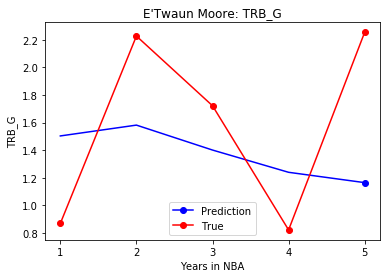 E'Twaun Moore: TRB_G
TRB_G
2.2
2.0
1.8
1.6
1.4
1.2
1.0
0.8
Prediction
True
1 2 3 4 5
Years in NBA